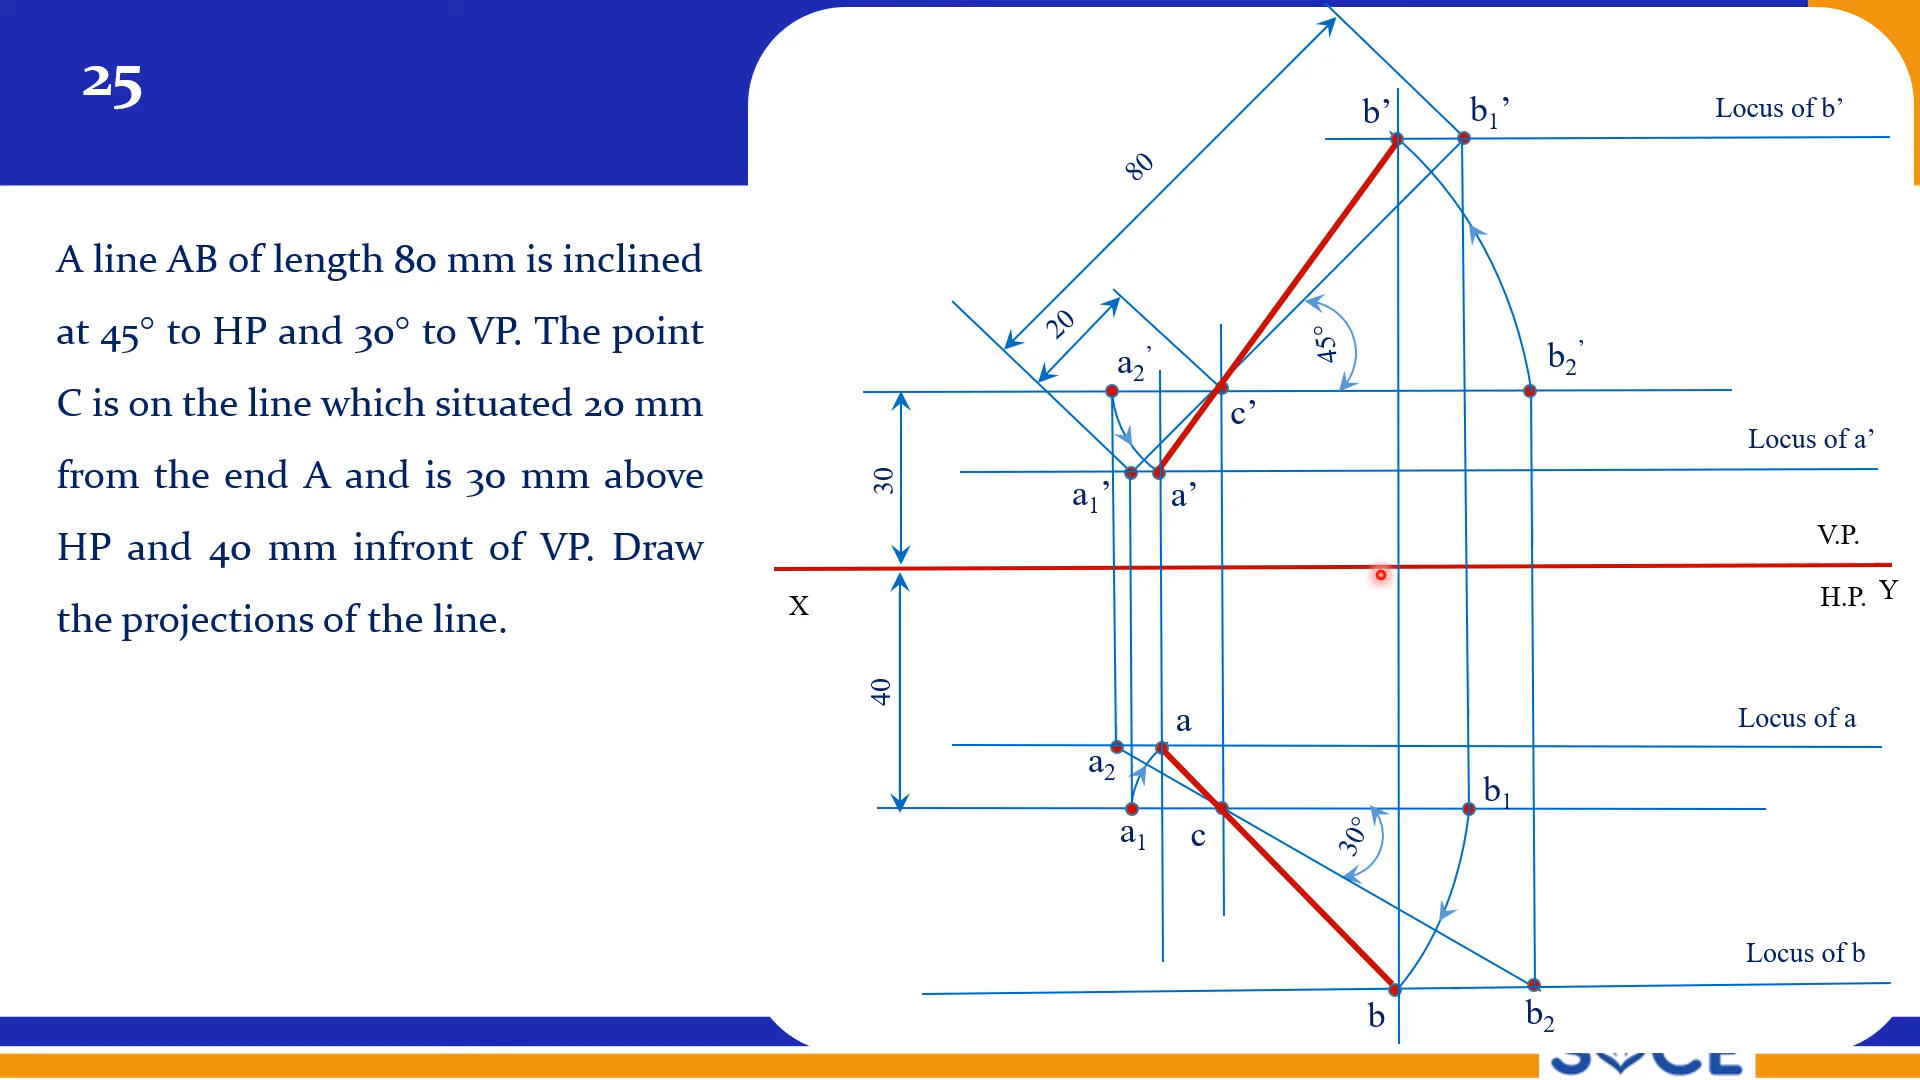 25
A line AB of length 80 mm is inclined
at 45° to HP and 30° to VP. The point
C is on the line which situated 20 mm
from the end A and is 30 mm above
HP and 40 mm infront of VP. Draw
the projections of the line.
b’
b1’
Locus of b’
80
20
45°
a2’
b2’
c’
Locus of a’
30
a1’
a’
V.P.
X
H.P.
Y
40
a
Locus of a
a2
b1
a1
c
30°
Locus of b
b
b2